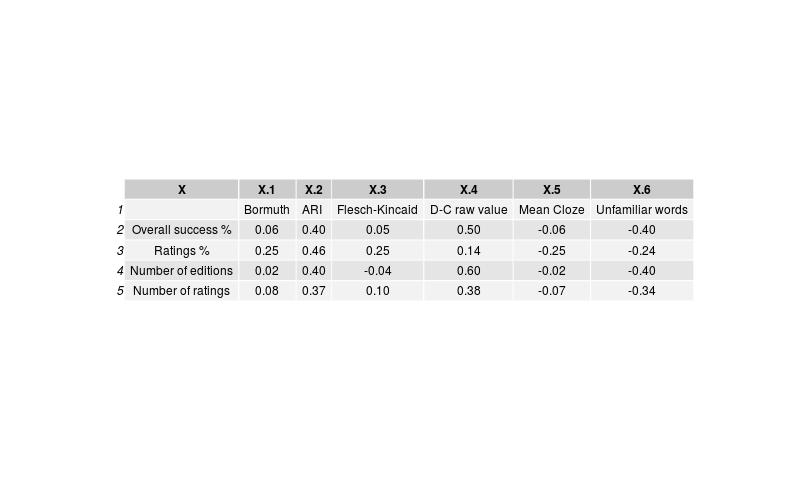 X X.1 X.2 X.3 X.4 X.5 X.6
1 Bormuth ARI Flesch-Kincaid D-C raw value Mean Cloze Unfamiliar words
2 Overall success % 0.06 0.40 0.05 0.50 -0.06 -0.40
3 Ratings % 0.25 0.46 0.25 0.14 -0.25 -0.24
4 Number of editions 0.02 0.40 -0.04 0.60 -0.02 -0.40
5 Number of ratings 0.08 0.37 0.10 0.38 -0.07 -0.34